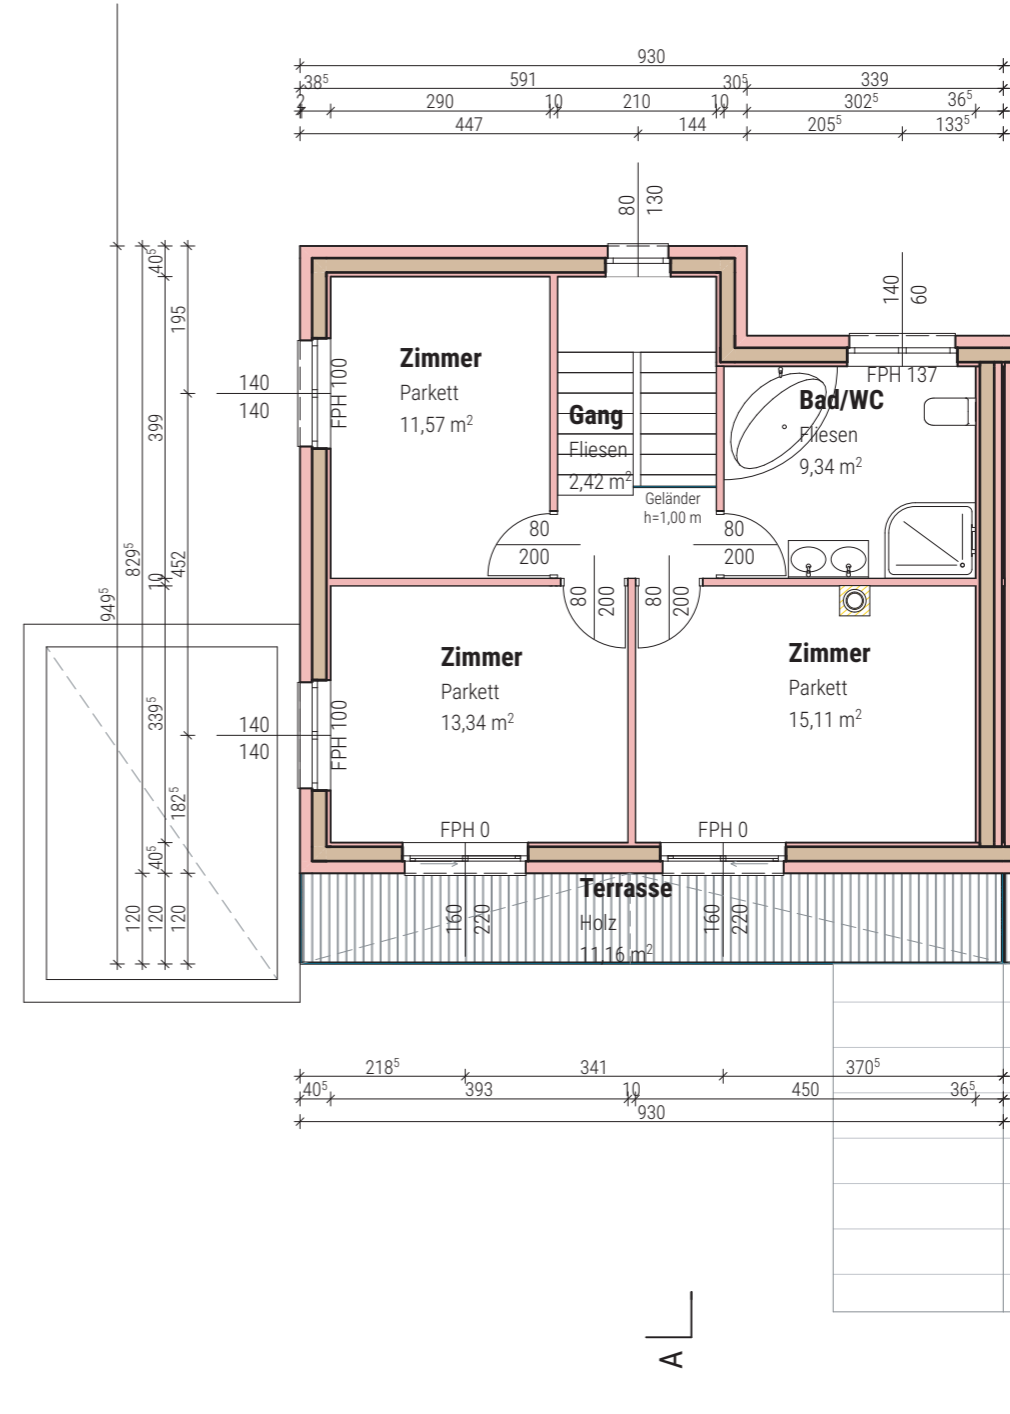 930
38⁵ 591 30⁵ 339
2 290 10 210 10 302⁵ 36⁵
447 144 205⁵ 133⁵
80
130
140
60
FPH 137
40⁵
195
399
829⁵
10
452
949⁵
339⁵
182⁵
40⁵
120
120
120
140
140
FPH 100
Zimmer
Parkett
11,57 m²
Gang
Fliesen
2,42 m²
Geländer
h=1,00 m
Bad/WC
Fliesen
9,34 m²
80
200
80
200
80
200
80
200
140
140
FPH 100
Zimmer
Parkett
13,34 m²
Zimmer
Parkett
15,11 m²
FPH 0
FPH 0
Terrasse
Holz
11,16 m²
160
220
160
220
218⁵ 341 370⁵
40⁵ 393 10 450 36⁵
930
A